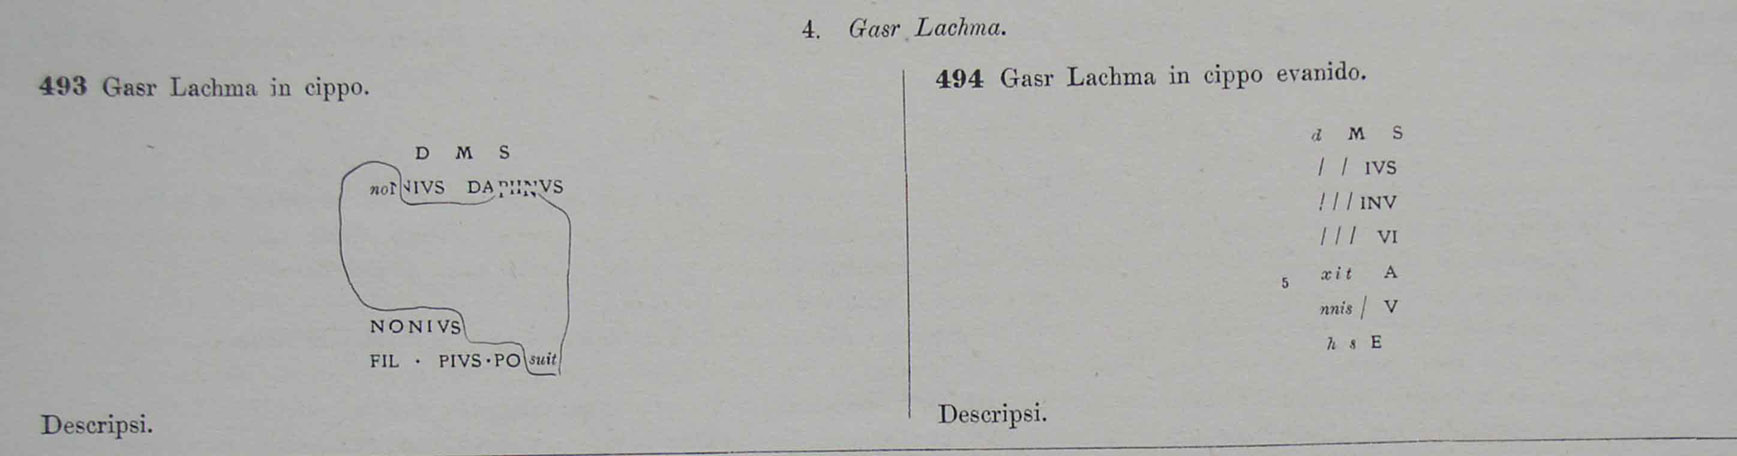 4. Gasr Lachma.
493 Gasr Lachma in cippo.
D M S
noNIVS DAPHNVS
NONIVS
FIL · PIVS · PO suit
Descripsi.
494 Gasr Lachma in cippo evanido.
d M S
/ / IVS
/ / / INV
/ / / VI
5 xit A
nnis / V
h s E
Descripsi.